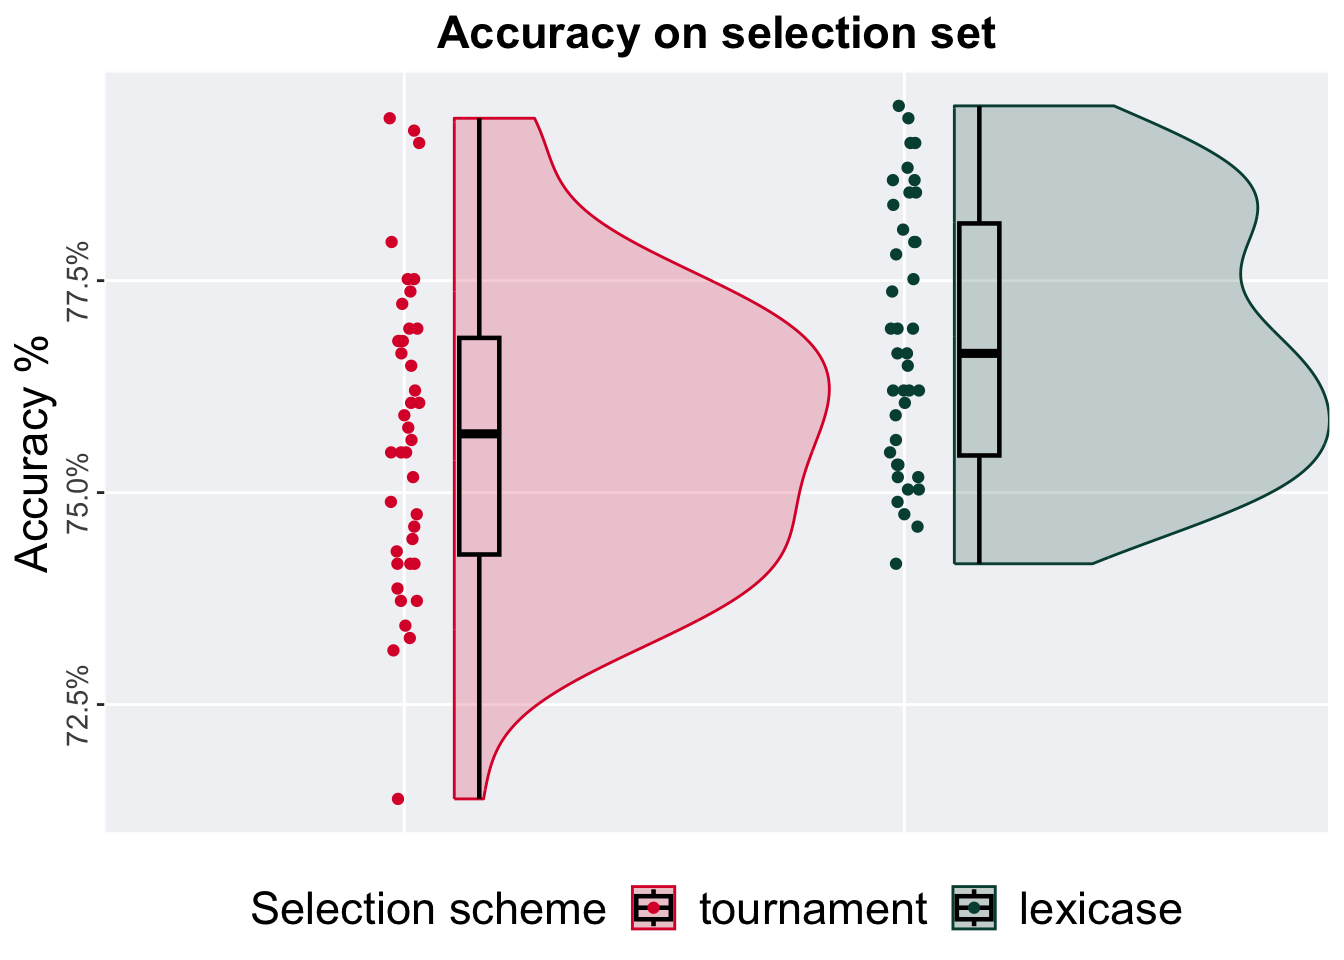 Accuracy on selection set
Accuracy %
77.5%
75.0%
72.5%
Selection scheme tournament lexicase